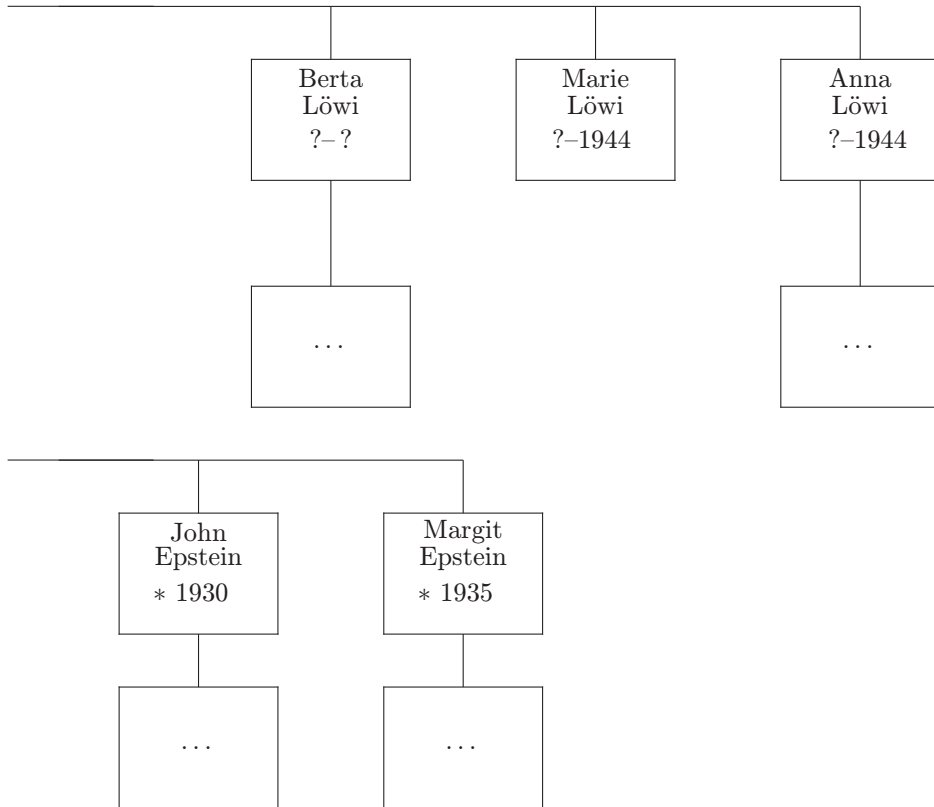 Berta
Löwi
?– ?
Marie
Löwi
?–1944
Anna
Löwi
?–1944
. . .
. . .
John
Epstein
∗ 1930
Margit
Epstein
∗ 1935
. . .
. . .